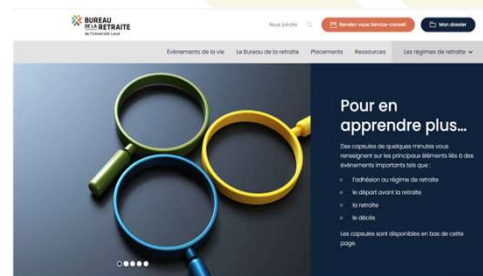 BUREAU
DE LA RETRAITE
de l'Université Laval
Nous joindre
Rendez-vous Service-conseil
Mon dossier
Évènements de la vie
Le Bureau de la retraite
Placements
Ressources
Les régimes de retraite
Pour en
apprendre plus...
Des capsules de quelques minutes vous
renseignent sur les principaux éléments liés à des
évènements importants tels que :
l'adhésion au régime de retraite
le départ avant la retraite
la retraite
le décès
Les capsules sont disponibles en bas de cette
page.